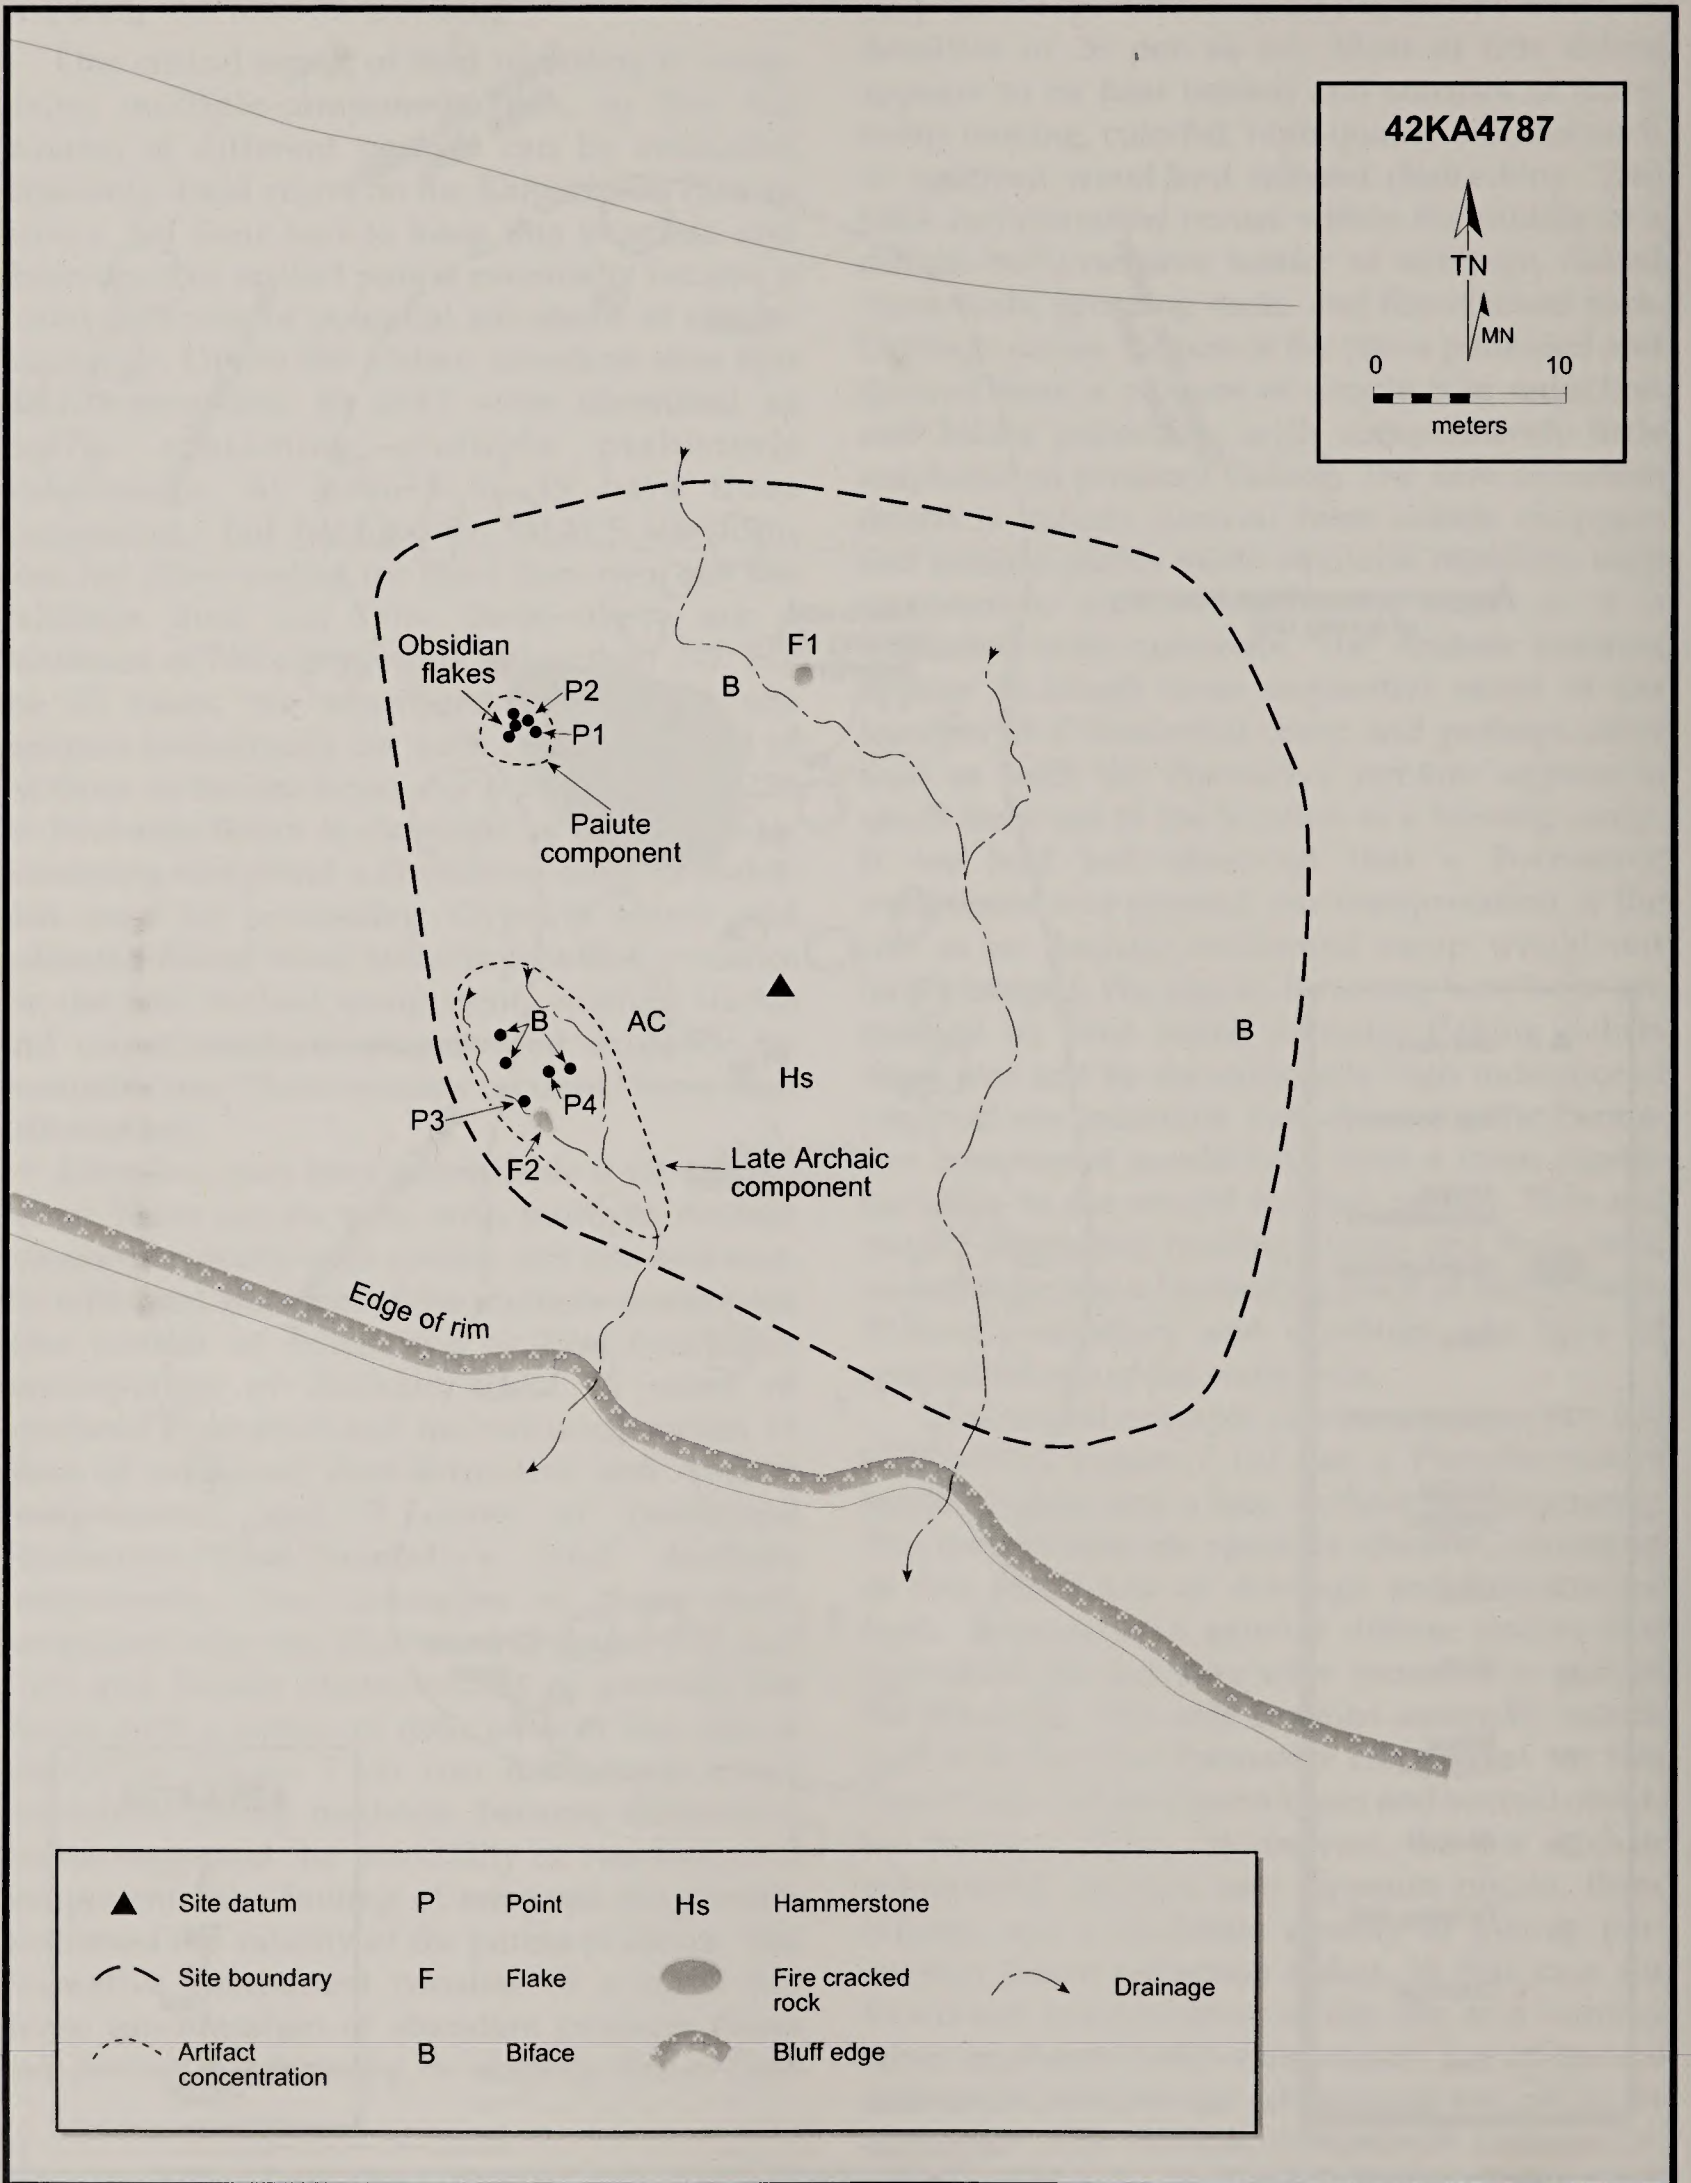 42KA4787
TN
MN
0 10
meters
Obsidian
flakes
P2
P1
F1
B
Paiute
component
B
AC
Hs
B
P4
P3
F2
Late Archaic
component
Edge of rim
Site datum P Point Hs Hammerstone
Site boundary F Flake Fire cracked
rock
Drainage
Artifact
concentration
B Biface Bluff edge